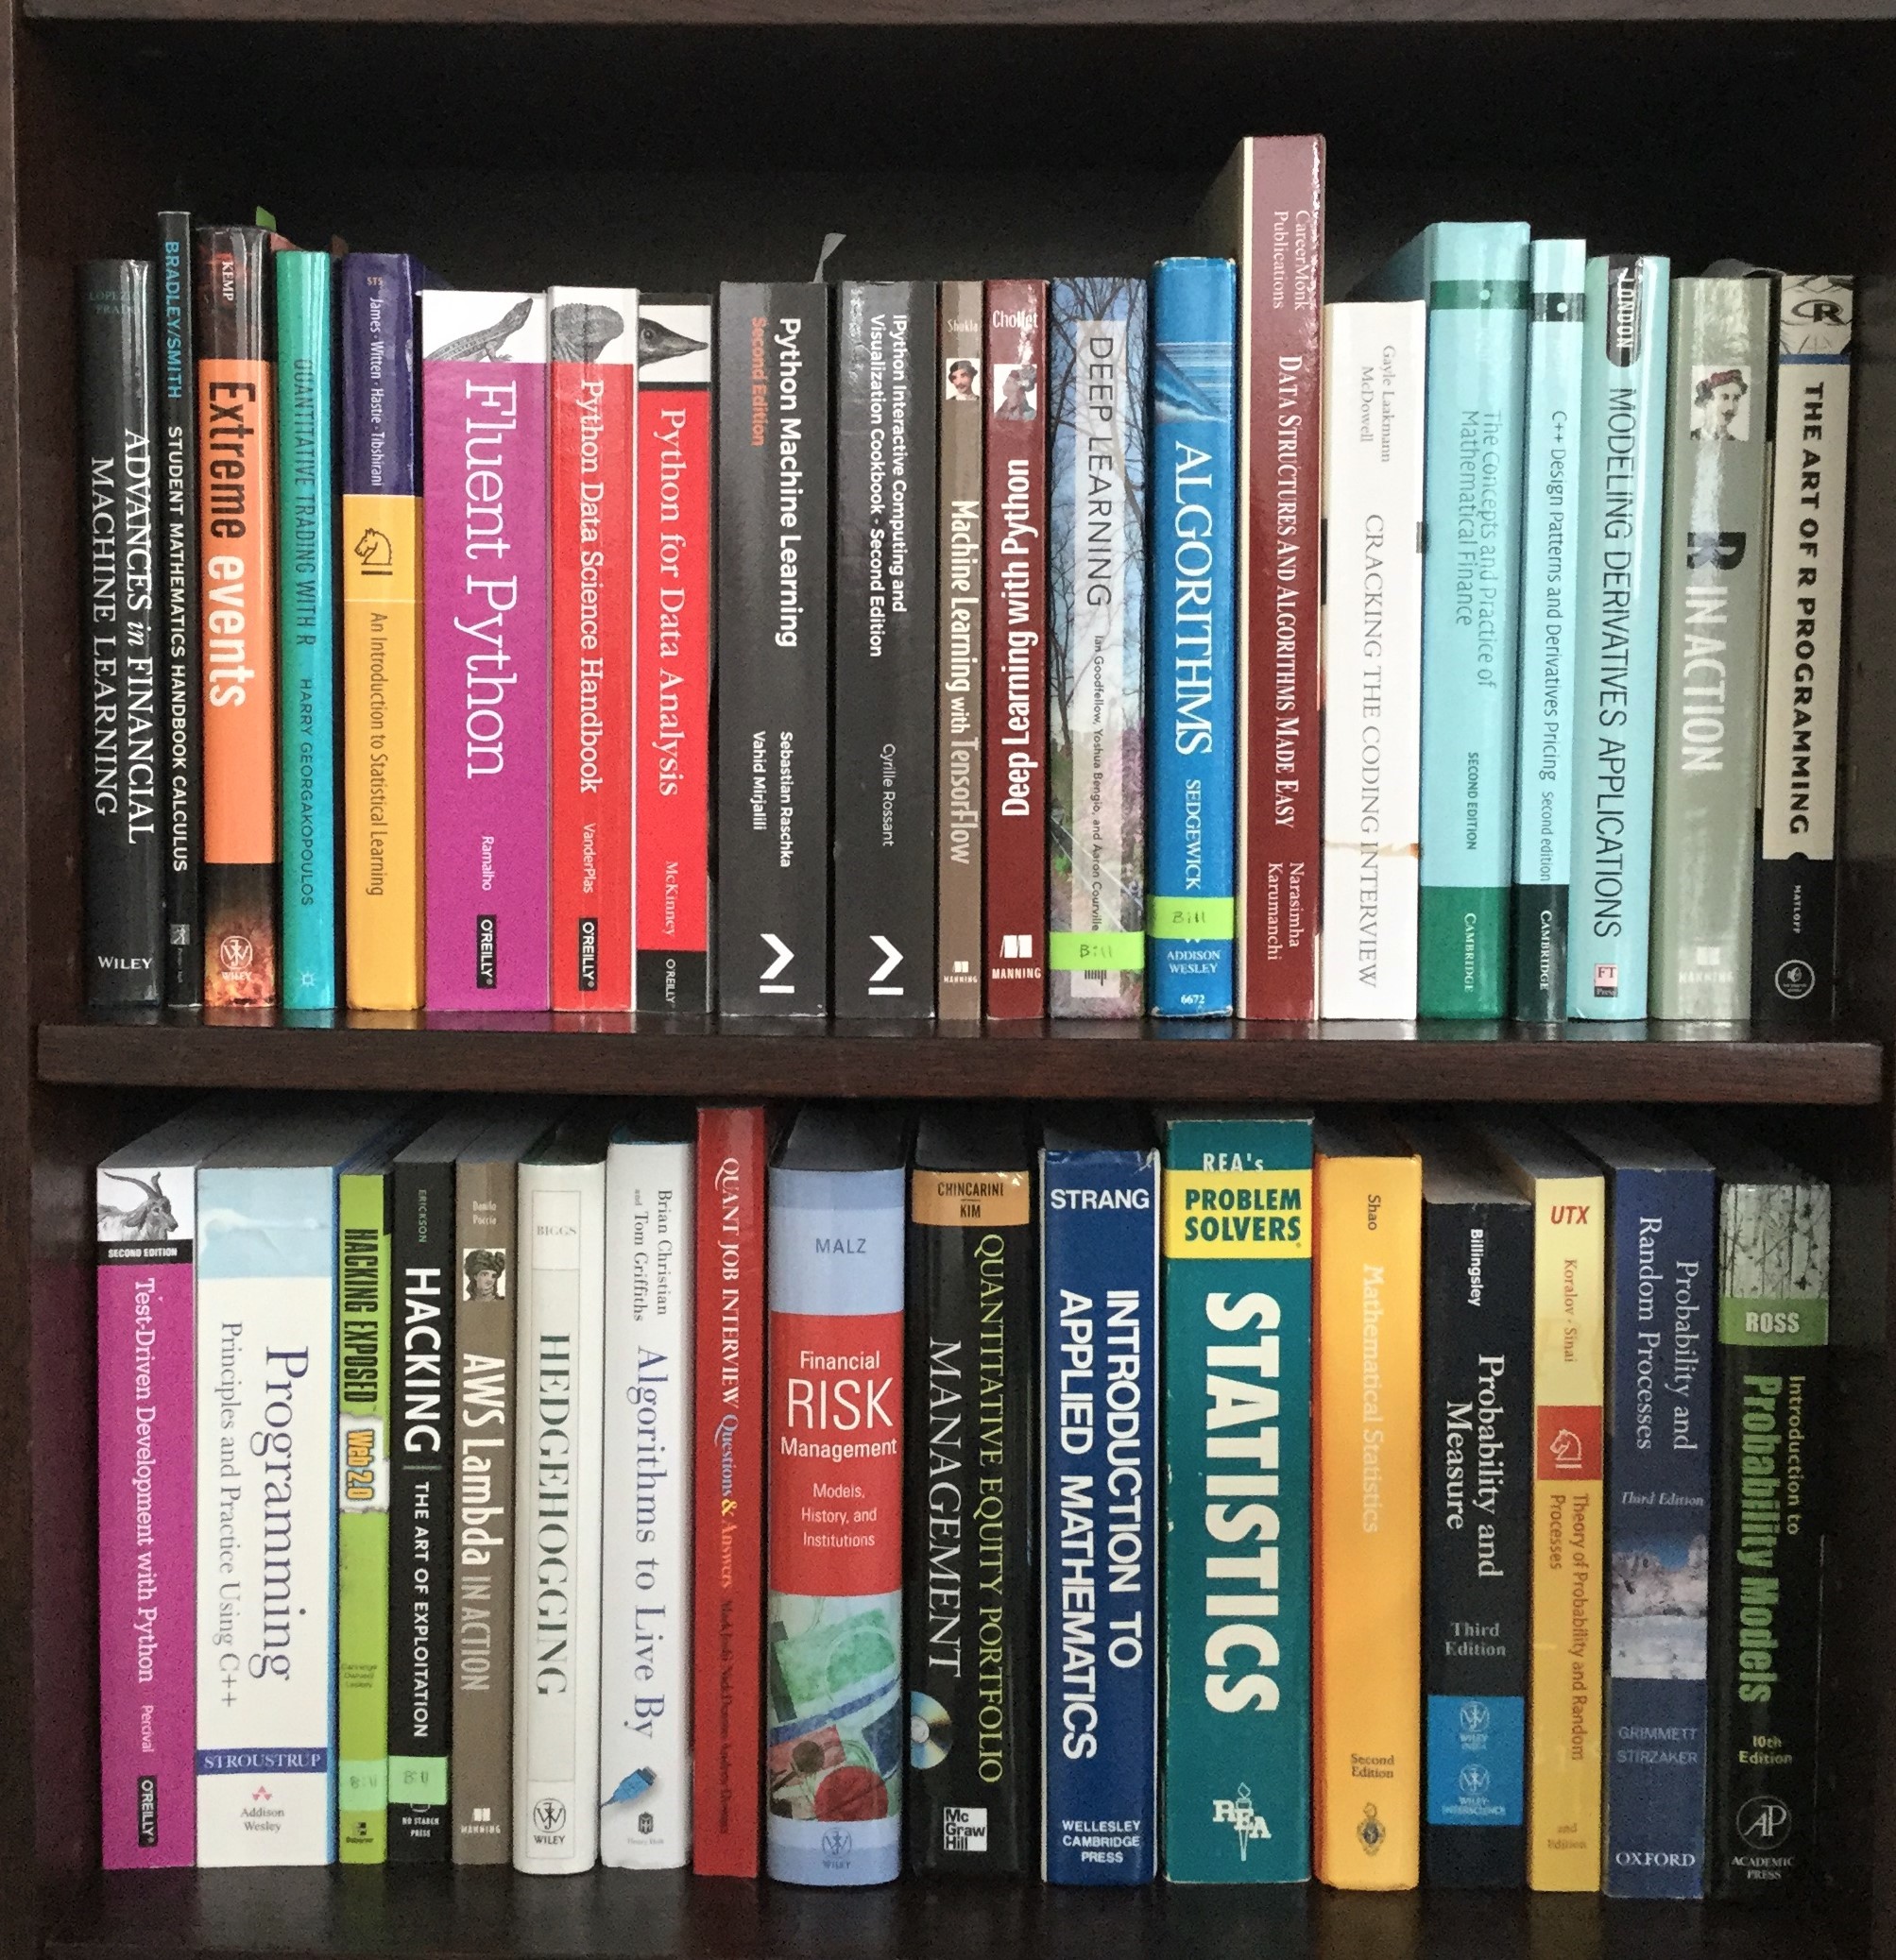 LOPEZ
PRADO
ADVANCES in FINANCIAL
MACHINE LEARNING
WILEY
BRADLEY/SMITH STUDENT MATHEMATICS HANDBOOK CALCULUS
KEMP
Extreme events
WILEY
QUANTITATIVE TRADING WITH R HARRY GEORGAKOPOULOS
STS
James · Witten · Hastie · Tibshirani
An Introduction to Statistical Learning
Fluent Python
Ramalho
O'REILLY®
Python Data Science Handbook
VanderPlas
O'REILLY®
Python for Data Analysis
McKinney
O'REILLY®
Python Machine Learning
Second Edition
Sebastian Raschka
Vahid Mirjalili
IPython Interactive Computing and
Visualization Cookbook - Second Edition
Cyrille Rossant
Shukla
Machine Learning with TensorFlow
MANNING
Chollet
Deep Learning with Python
MANNING
DEEP LEARNING
Ian Goodfellow, Yoshua Bengio, and Aaron Courville
Bill
ALGORITHMS
SEDGEWICK
Bill
ADDISON
WESLEY
6672
CareerMonk
Publications
DATA STRUCTURES AND ALGORITHMS MADE EASY
Narasimha
Karumanchi
Gayle Laakmann
McDowell
CRACKING THE CODING INTERVIEW
The Concepts and Practice of
Mathematical Finance
SECOND EDITION
CAMBRIDGE
C++ Design Patterns and Derivatives Pricing Second edition
CAMBRIDGE
LONDON
MODELING DERIVATIVES APPLICATIONS
FT
Press
R IN ACTION
MANNING
R
THE ART OF R PROGRAMMING
MATLOFF
SECOND EDITION
Test-Driven Development with Python
Percival
O'REILLY®
Programming
Principles and Practice Using C++
STROUSTRUP
Addison
Wesley
HACKING EXPOSED
Web 2.0
Bill
ERICKSON
HACKING
THE ART OF EXPLOITATION
Bill
NO STARCH
PRESS
Danilo
Poccia
AWS Lambda IN ACTION
MANNING
BIGGS
HEDGEHOGGING
WILEY
Brian Christian
and Tom Griffiths
Algorithms to Live By
Henry Holt
QUANT JOB INTERVIEW Questions & Answers
MALZ
Financial
RISK
Management
Models,
History, and
Institutions
WILEY
CHINCARINI
KIM
QUANTITATIVE EQUITY PORTFOLIO
MANAGEMENT
Mc
Graw
Hill
STRANG
INTRODUCTION TO
APPLIED MATHEMATICS
WELLESLEY
CAMBRIDGE
PRESS
REA's
PROBLEM
SOLVERS®
STATISTICS
REA
Shao
Mathematical Statistics
Second
Edition
Billingsley
Probability and
Measure
Third
Edition
WILEY
WILEY-
INTERSCIENCE
UTX
Koralov · Sinai
Theory of Probability and Random
Processes
2nd
Edition
Probability and
Random Processes
Third Edition
GRIMMETT
STIRZAKER
OXFORD
ROSS
Introduction to
Probability Models
10th
Edition
AP
ACADEMIC
PRESS